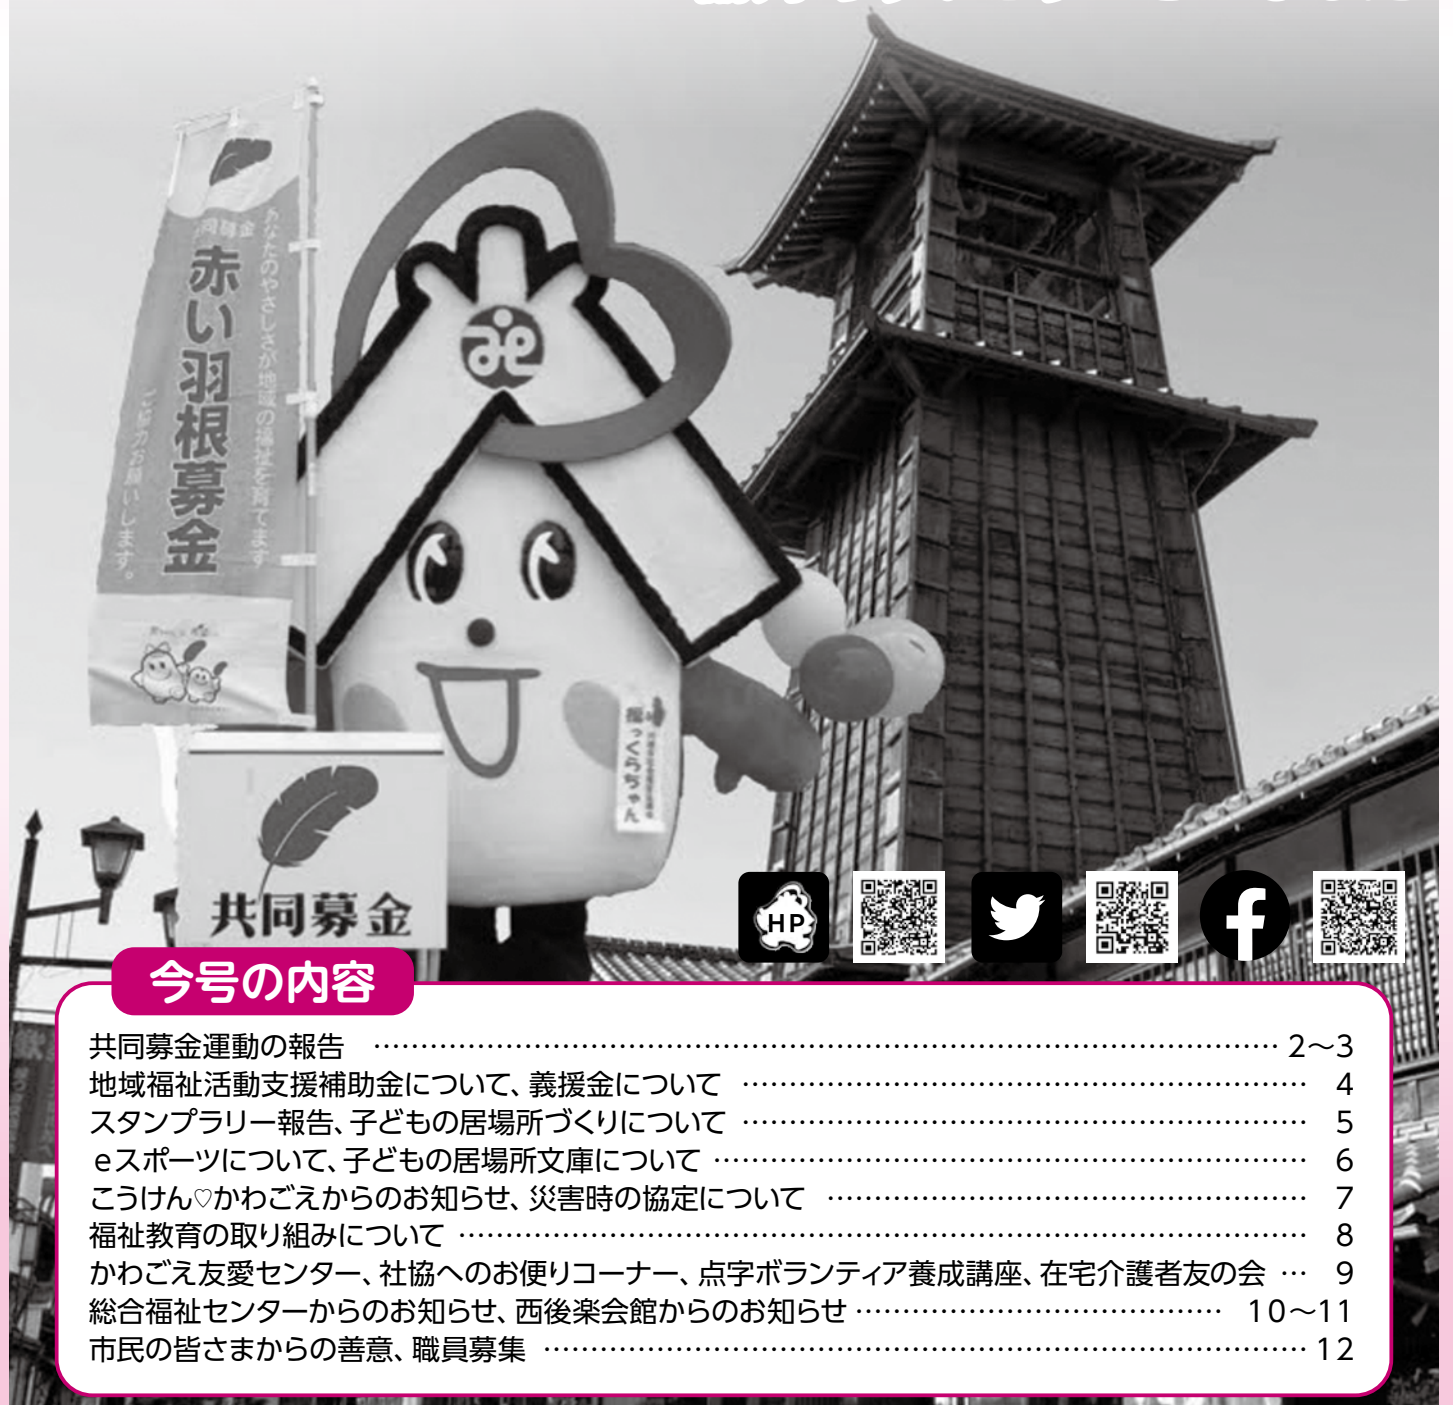 共同募金
赤い羽根募金
あなたのやさしさが地域の福祉を育てます
ご協力お願いします。
福っくらちゃん
共同募金
HP
今号の内容
共同募金運動の報告 …… 2～3
地域福祉活動支援補助金について、義援金について …… 4
スタンプラリー報告、子どもの居場所づくりについて …… 5
eスポーツについて、子どもの居場所文庫について …… 6
こうけん♡かわごえからのお知らせ、災害時の協定について …… 7
福祉教育の取り組みについて …… 8
かわごえ友愛センター、社協へのお便りコーナー、点字ボランティア養成講座、在宅介護者友の会 … 9
総合福祉センターからのお知らせ、西後楽会館からのお知らせ …… 10～11
市民の皆さまからの善意、職員募集 …… 12